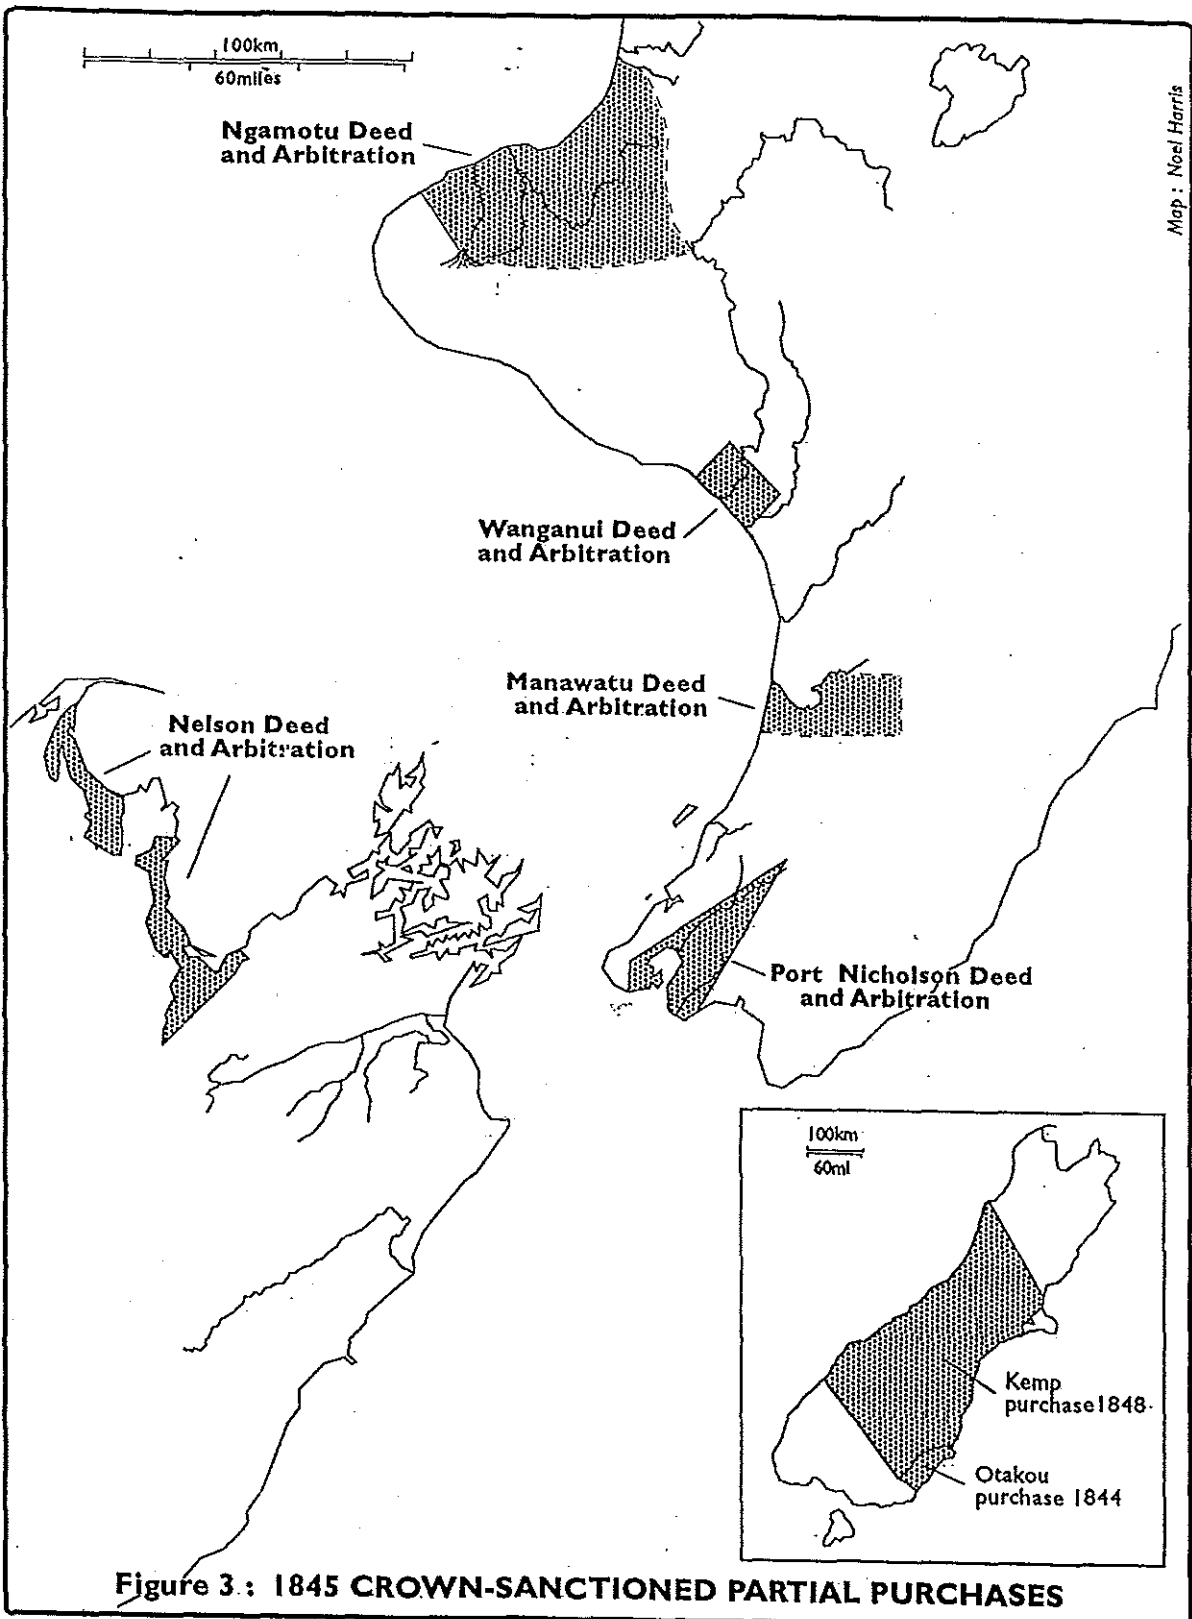 100km
60miles
Ngamotu Deed
and Arbitration
Map : Noel Harris
Wanganui Deed
and Arbitration
Manawatu Deed
and Arbitration
Nelson Deed
and Arbitration
Port Nicholson Deed
and Arbitration
100km
60ml
Kemp
purchase 1848
Otakou
purchase 1844
Figure 3 : 1845 CROWN-SANCTIONED PARTIAL PURCHASES